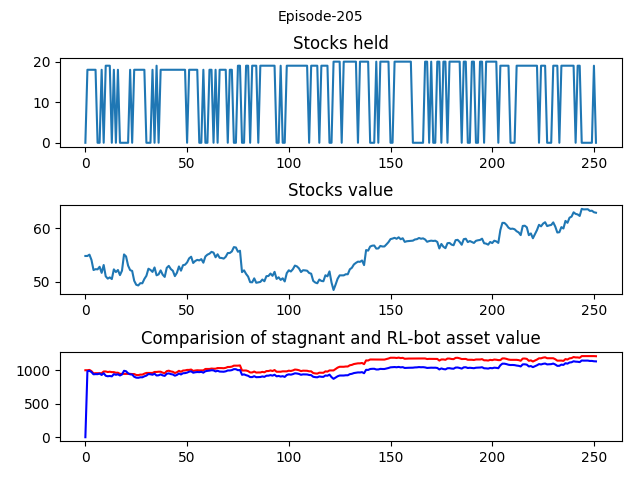 Episode-205
Stocks held
20
10
0
0 50 100 150 200 250
Stocks value
60
50
0 50 100 150 200 250
Comparision of stagnant and RL-bot asset value
1000
500
0
0 50 100 150 200 250